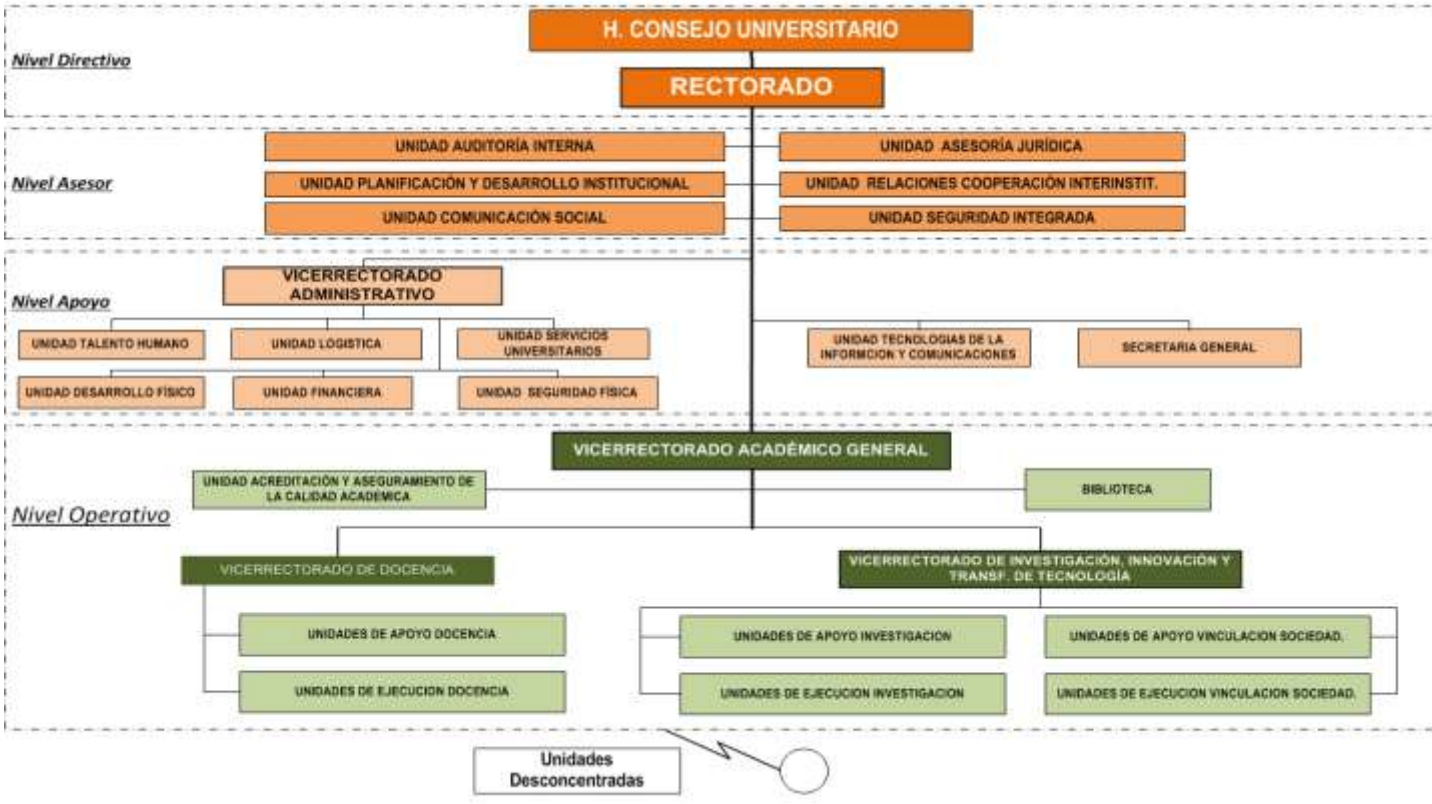 H. CONSEJO UNIVERSITARIO
Nivel Directivo
RECTORADO
UNIDAD AUDITORÍA INTERNA
UNIDAD ASESORÍA JURÍDICA
Nivel Asesor
UNIDAD PLANIFICACIÓN Y DESARROLLO INSTITUCIONAL
UNIDAD RELACIONES COOPERACIÓN INTERINSTIT.
UNIDAD COMUNICACIÓN SOCIAL
UNIDAD SEGURIDAD INTEGRADA
VICERRECTORADO
ADMINISTRATIVO
Nivel Apoyo
UNIDAD TALENTO HUMANO
UNIDAD LOGISTICA
UNIDAD SERVICIOS
UNIVERSITARIOS
UNIDAD TECNOLOGIAS DE LA
INFORMCION Y COMUNICACIONES
SECRETARIA GENERAL
UNIDAD DESARROLLO FÍSICO
UNIDAD FINANCIERA
UNIDAD SEGURIDAD FÍSICA
VICERRECTORADO ACADÉMICO GENERAL
UNIDAD ACREDITACIÓN Y ASEGURAMIENTO DE
LA CALIDAD ACADEMICA
BIBLIOTECA
Nivel Operativo
VICERRECTORADO DE DOCENCIA
VICERRECTORADO DE INVESTIGACIÓN, INNOVACIÓN Y
TRANSF. DE TECNOLOGÍA
UNIDADES DE APOYO DOCENCIA
UNIDADES DE APOYO INVESTIGACION
UNIDADES DE APOYO VINCULACION SOCIEDAD.
UNIDADES DE EJECUCION DOCENCIA
UNIDADES DE EJECUCION INVESTIGACION
UNIDADES DE EJECUCION VINCULACION SOCIEDAD.
Unidades
Desconcentradas